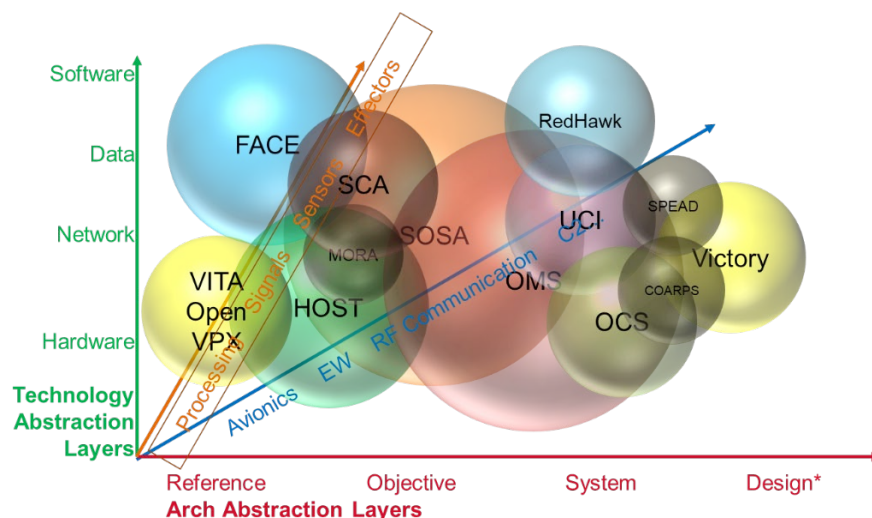 Software
Data
Network
Hardware
Technology
Abstraction
Layers
FACE
SCA
MORA
SOSA
VITA
Open
VPX
HOST
RedHawk
UCI
SPEAD
Victory
COARPS
OMS
OCS
Processing Signals Sensors Effectors
Avionics EW RF Communication C2
Reference Objective System Design*
Arch Abstraction Layers